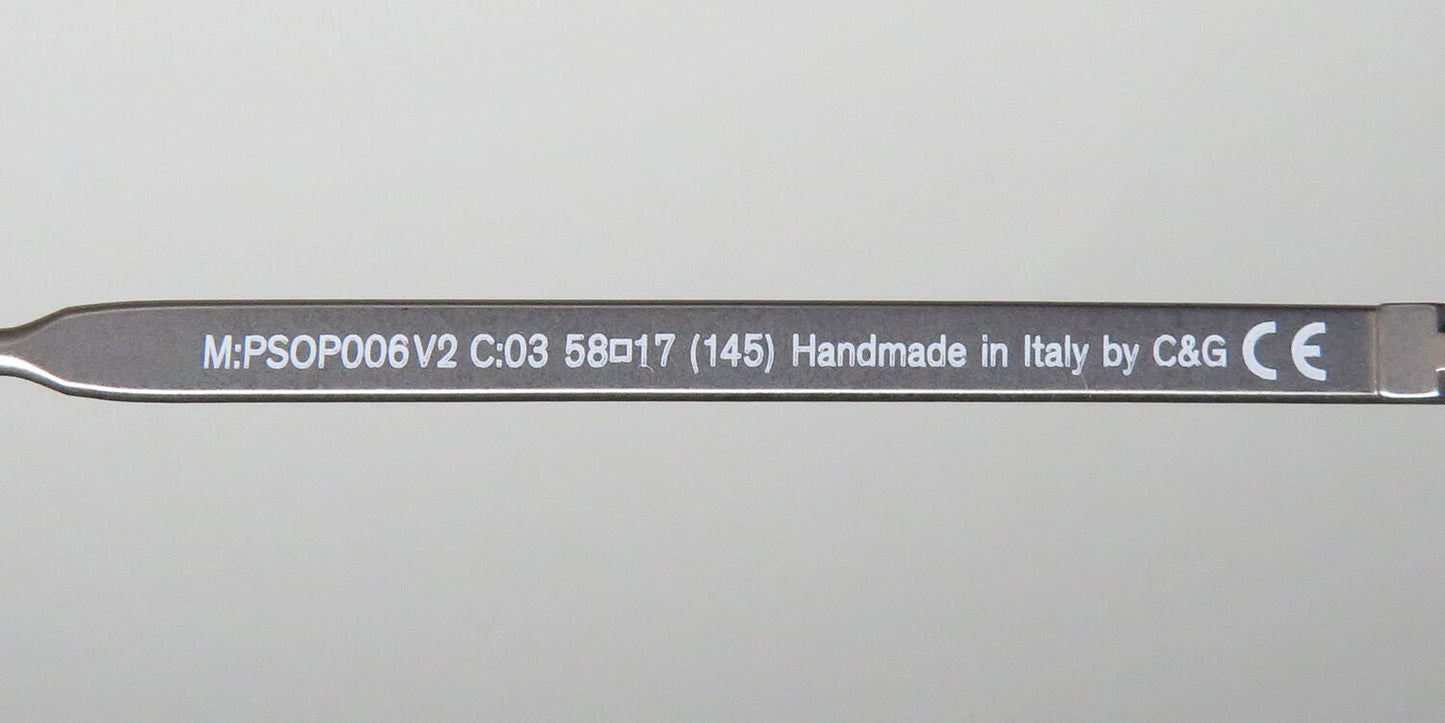 M:PSOP006V2 C:03 58□17 (145) Handmade in Italy by C&G CE